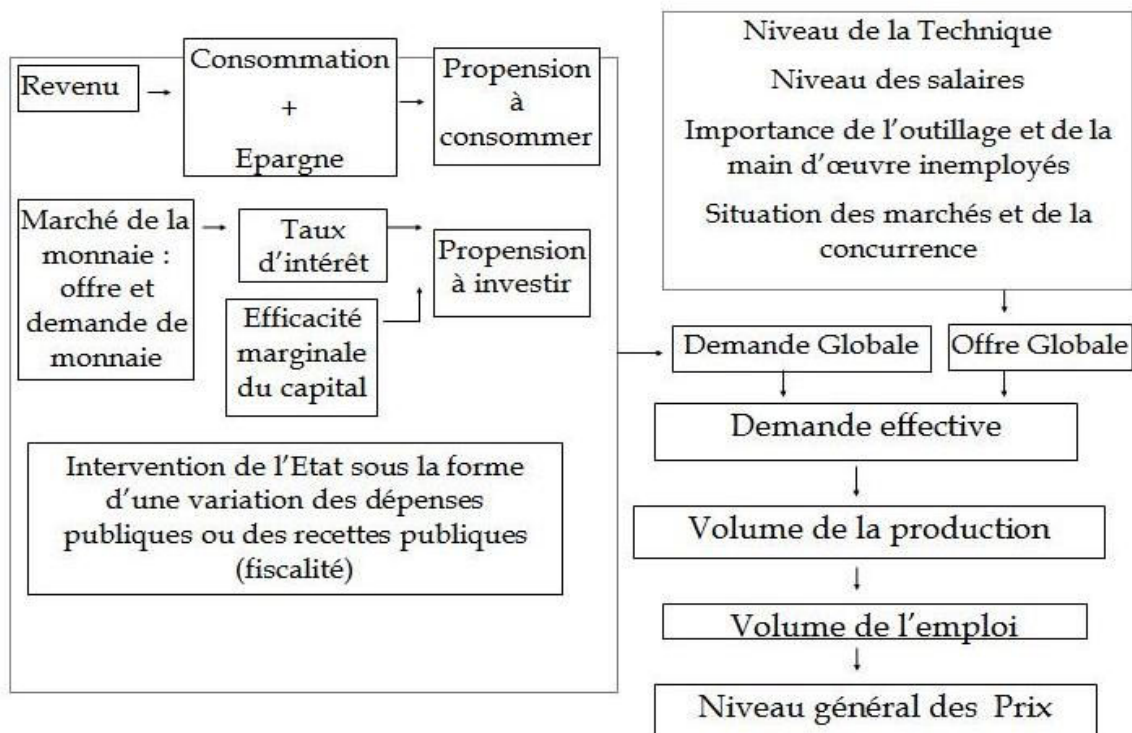 Revenu
Consommation
+
Epargne
Propension
à
consommer
Marché de la
monnaie :
offre et
demande de
monnaie
Taux
d'intérêt
Efficacité
marginale
du capital
Propension
à investir
Intervention de l'Etat sous la forme
d'une variation des dépenses
publiques ou des recettes publiques
(fiscalité)
Niveau de la Technique
Niveau des salaires
Importance de l'outillage et de la
main d'œuvre inemployés
Situation des marchés et de la
concurrence
Demande Globale
Offre Globale
Demande effective
Volume de la production
Volume de l'emploi
Niveau général des Prix